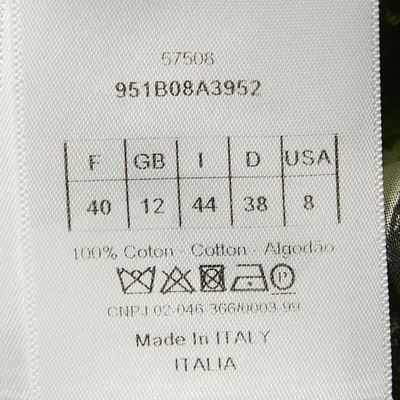 57508
951B08A3952
F GB I D USA
40 12 44 38 8
100% Coton - Cotton - Algodão
P
CNPJ 02-046-366/0003-99
Made In ITALY
ITALIA